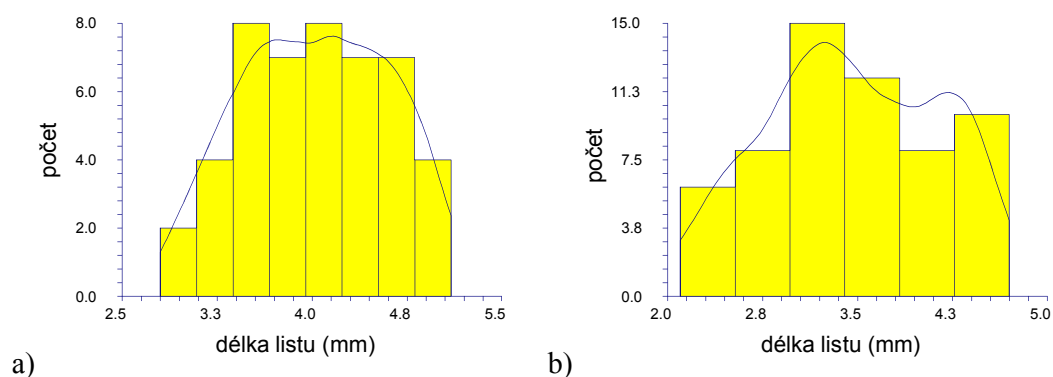 8.0
6.0
4.0
2.0
0.0
počet
2.5 3.3 4.0 4.8 5.5
délka listu (mm)
a)
15.0
11.3
7.5
3.8
0.0
počet
2.0 2.8 3.5 4.3 5.0
délka listu (mm)
b)